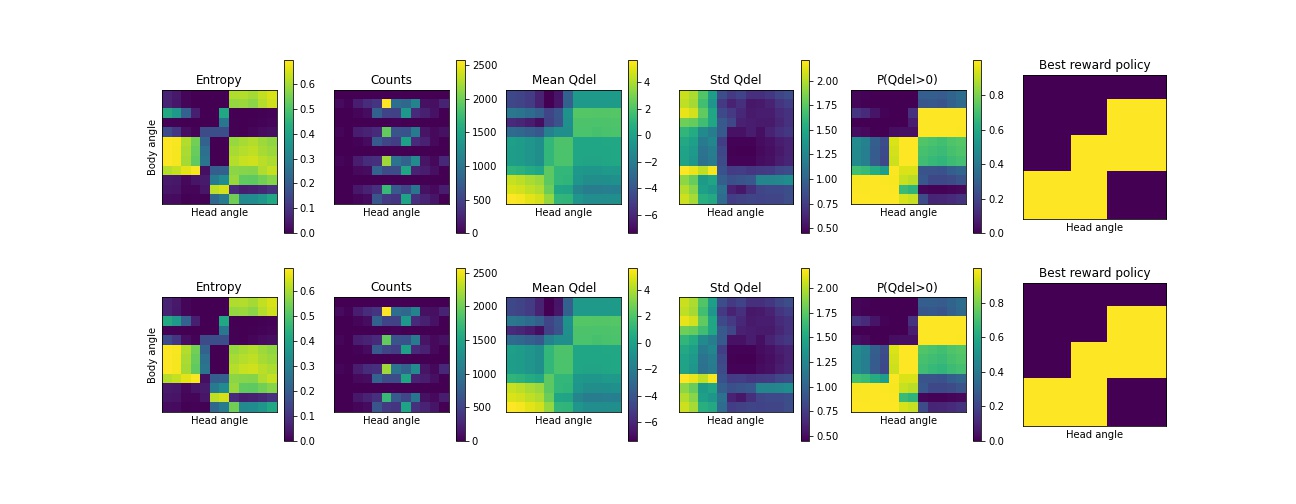 Entropy
Counts
Mean Qdel
Std Qdel
P(Qdel>0)
Best reward policy
Body angle
Head angle
Head angle
Head angle
Head angle
Head angle
Head angle
0.6
0.5
0.4
0.3
0.2
0.1
0.0
2500
2000
1500
1000
500
0
4
2
0
−2
−4
−6
2.00
1.75
1.50
1.25
1.00
0.75
0.50
0.8
0.6
0.4
0.2
0.0
Entropy
Counts
Mean Qdel
Std Qdel
P(Qdel>0)
Best reward policy
Body angle
Head angle
Head angle
Head angle
Head angle
Head angle
Head angle
0.6
0.5
0.4
0.3
0.2
0.1
0.0
2500
2000
1500
1000
500
0
4
2
0
−2
−4
−6
2.00
1.75
1.50
1.25
1.00
0.75
0.50
0.8
0.6
0.4
0.2
0.0